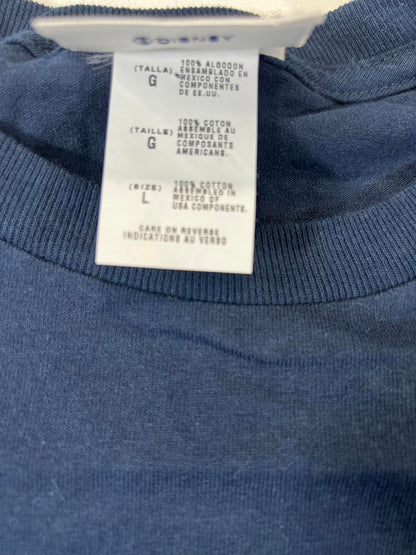 © DISNEY
(TALLA) 100% ALGODON
G ENSAMBLADO EN
MEXICO CON
COMPONENTES
DE EE.UU.
(TAILLE) 100% COTON
G ASSEMBLE AU
MEXIQUE DE
COMPOSANTS
AMERICAINS.
(SIZE) 100% COTTON
L ASSEMBLED IN
MEXICO OF
USA COMPONENTS.
CARE ON REVERSE
INDICATIONS AU VERSO